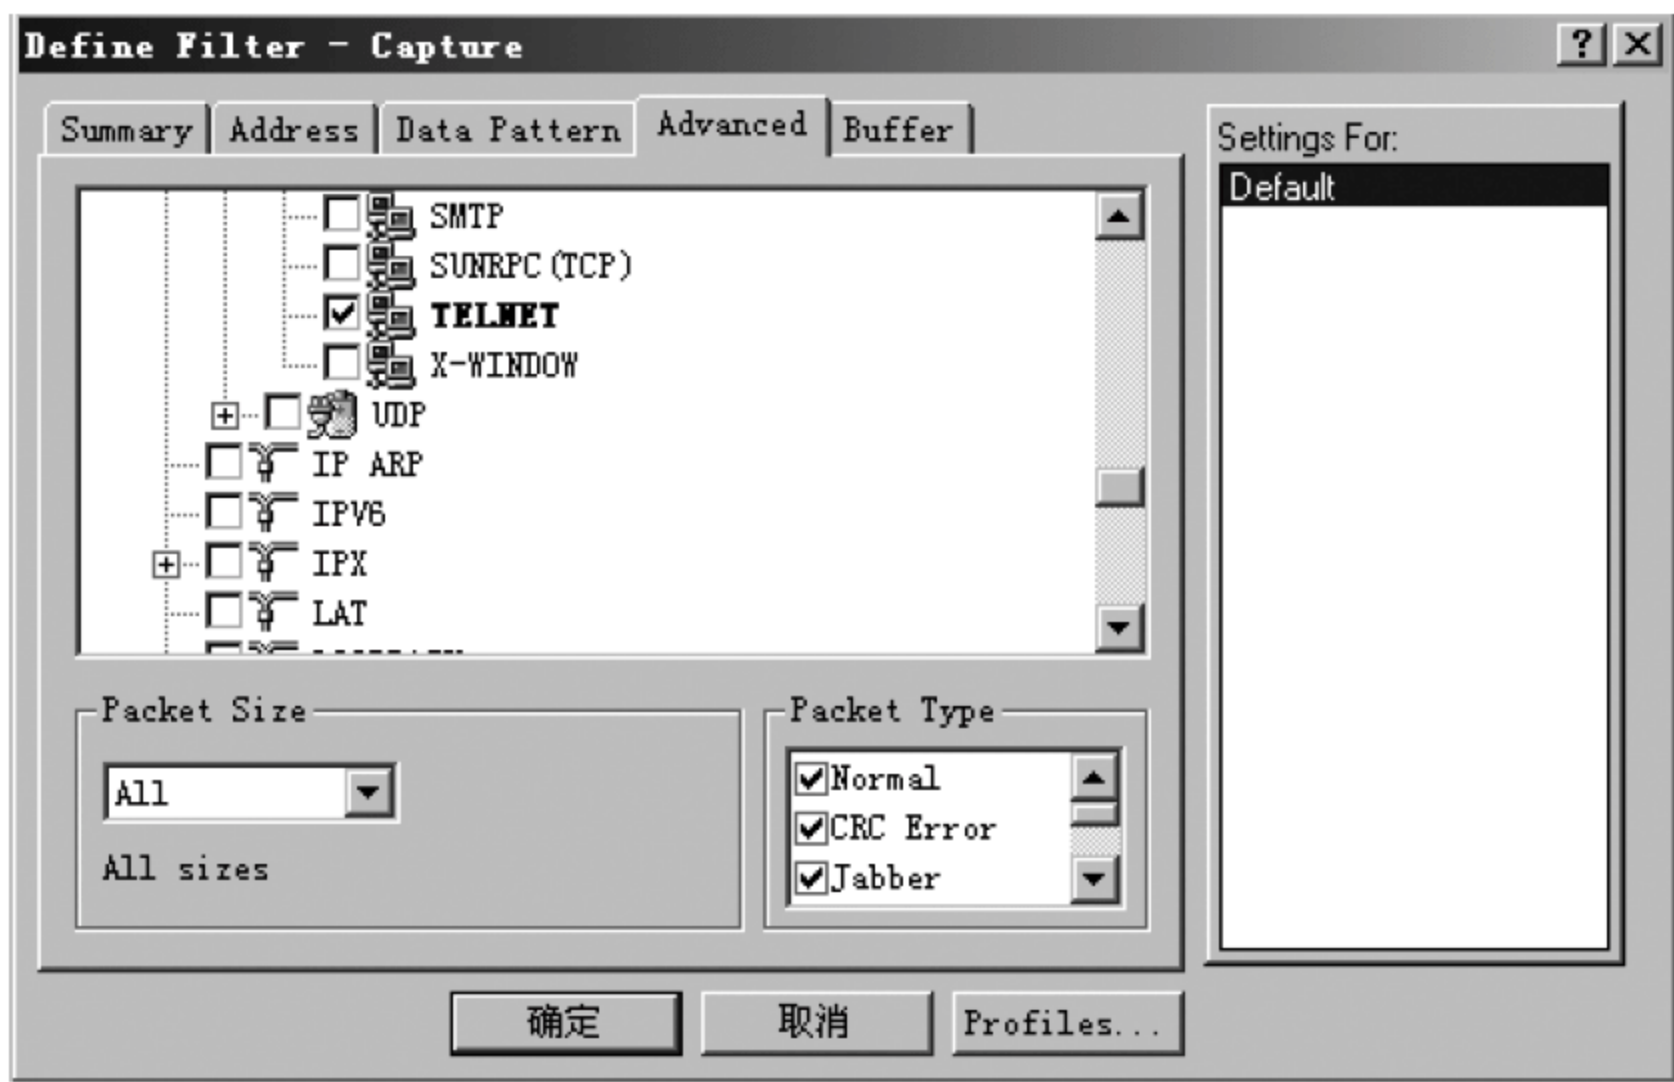 Define Filter - Capture
Summary
Address
Data Pattern
Advanced
Buffer
SMTP
SUNRPC(TCP)
TELNET
X-WINDOW
UDP
IP ARP
IPV6
IPX
LAT
Packet Size
All
All sizes
Packet Type
Normal
CRC Error
Jabber
Settings For:
Default
确定
取消
Profiles...